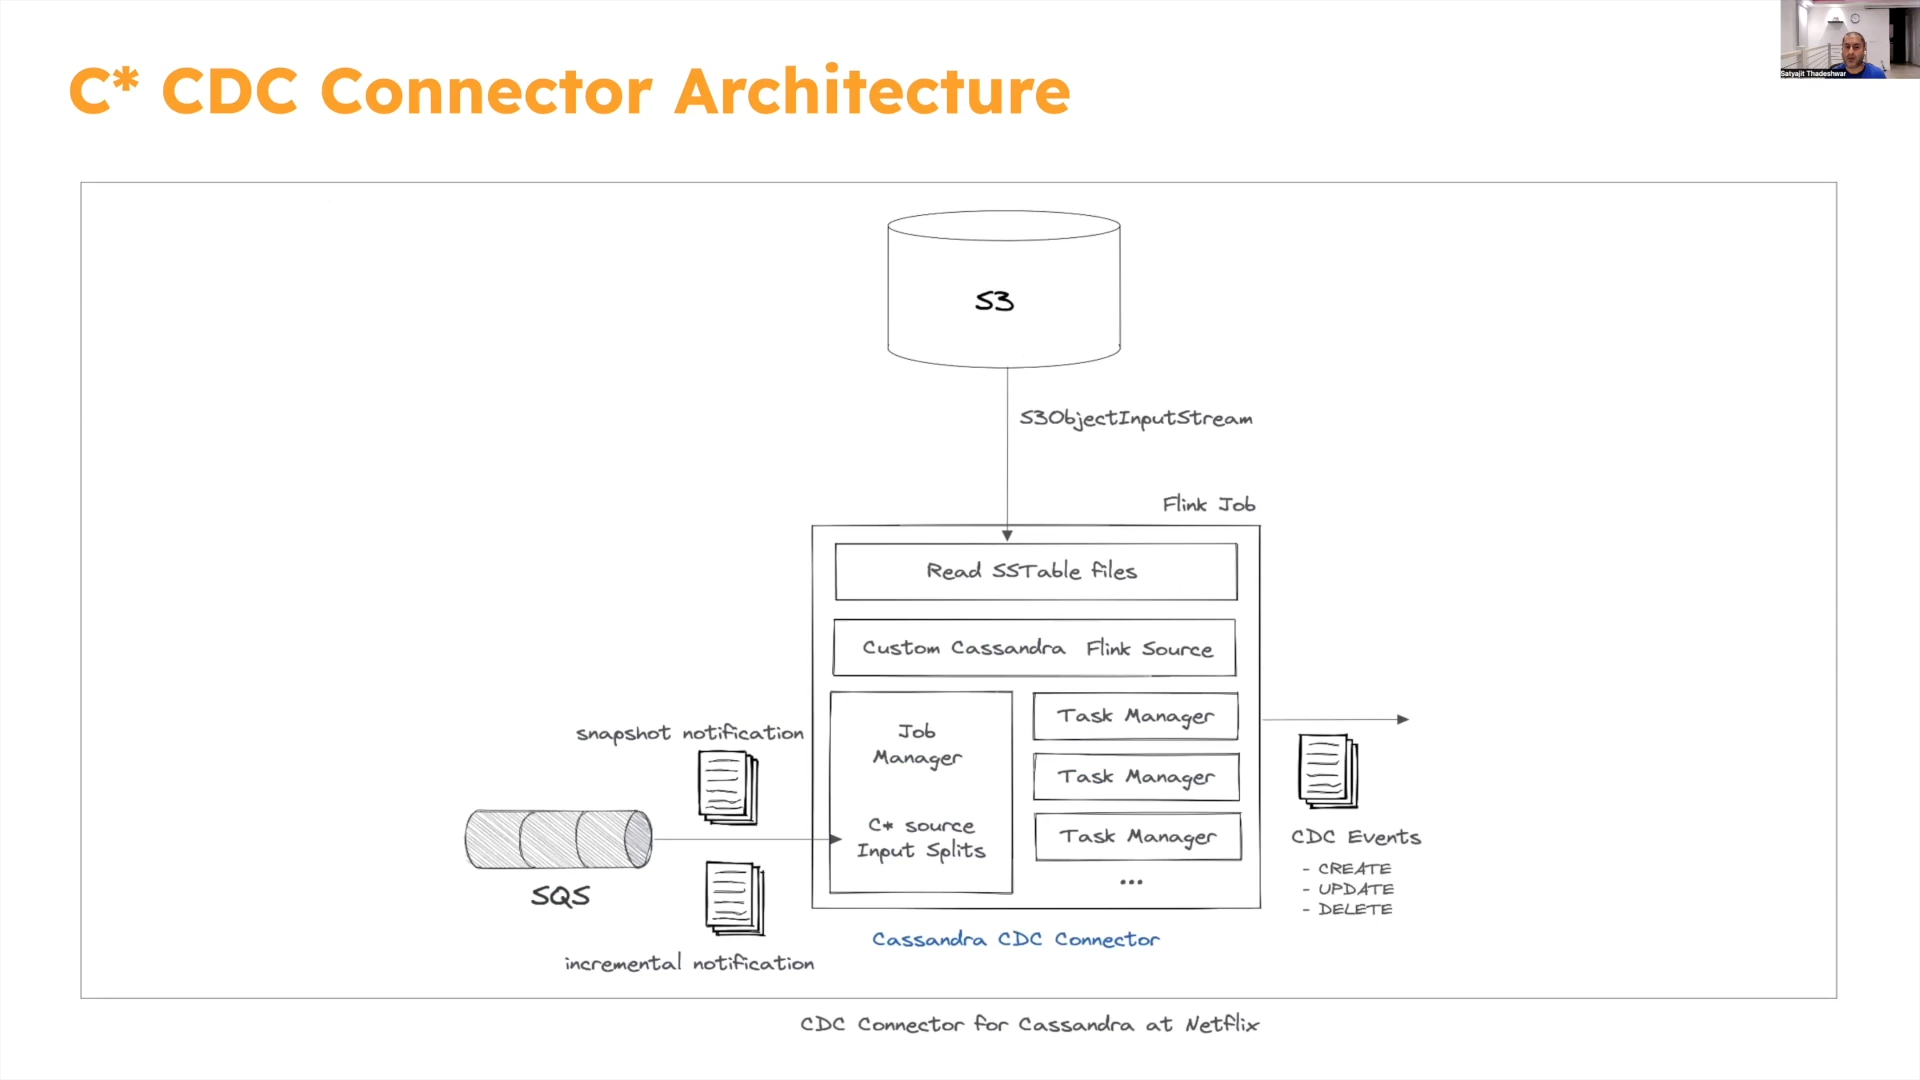 C* CDC Connector Architecture
Satyajit Thadeshwar
S3
S3ObjectInputStream
Flink Job
Read SSTable files
Custom Cassandra Flink Source
snapshot notification
Job
Manager
C* source
Input Splits
Task Manager
Task Manager
Task Manager
...
SQS
incremental notification
CDC Events
- CREATE
- UPDATE
- DELETE
Cassandra CDC Connector
CDC Connector for Cassandra at Netflix